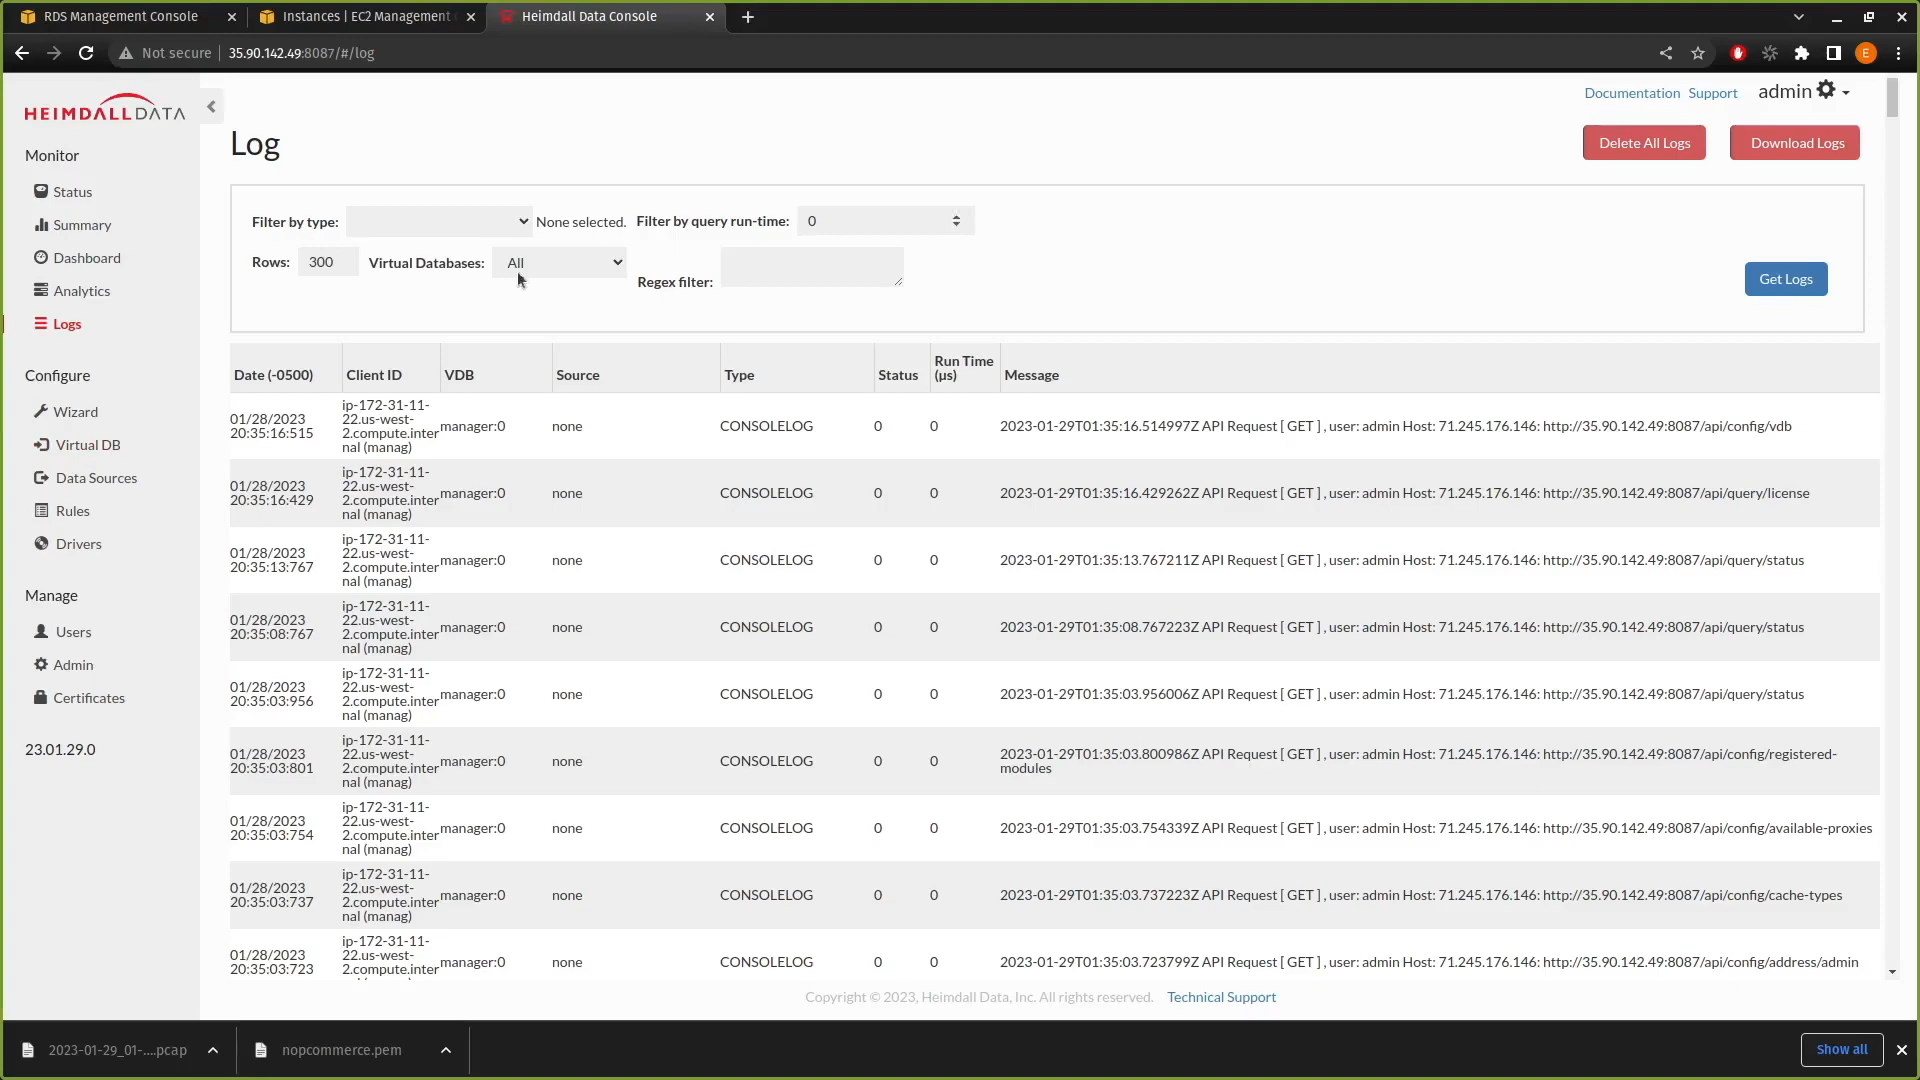 RDS Management Console
Instances | EC2 Management
Heimdall Data Console
Not secure
35.90.142.49:8087/#/log
E
HEIMDALLDATA
Documentation
Support
admin
Log
Delete All Logs
Download Logs
Monitor
Status
Summary
Dashboard
Analytics
Logs
Configure
Wizard
Virtual DB
Data Sources
Rules
Drivers
Manage
Users
Admin
Certificates
23.01.29.0
Filter by type:
None selected.
Filter by query run-time:
0
Rows:
300
Virtual Databases:
All
Regex filter:
Get Logs
Date (-0500)
Client ID
VDB
Source
Type
Status
Run Time
(µs)
Message
01/28/2023
20:35:16:515
ip-172-31-11-
22.us-west-
2.compute.inter
nal (manag)
manager:0
none
CONSOLELOG
0
0
2023-01-29T01:35:16.514997Z API Request [ GET ] , user: admin Host: 71.245.176.146: http://35.90.142.49:8087/api/config/vdb
01/28/2023
20:35:16:429
ip-172-31-11-
22.us-west-
2.compute.inter
nal (manag)
manager:0
none
CONSOLELOG
0
0
2023-01-29T01:35:16.429262Z API Request [ GET ] , user: admin Host: 71.245.176.146: http://35.90.142.49:8087/api/query/license
01/28/2023
20:35:13:767
ip-172-31-11-
22.us-west-
2.compute.inter
nal (manag)
manager:0
none
CONSOLELOG
0
0
2023-01-29T01:35:13.767211Z API Request [ GET ] , user: admin Host: 71.245.176.146: http://35.90.142.49:8087/api/query/status
01/28/2023
20:35:08:767
ip-172-31-11-
22.us-west-
2.compute.inter
nal (manag)
manager:0
none
CONSOLELOG
0
0
2023-01-29T01:35:08.767223Z API Request [ GET ] , user: admin Host: 71.245.176.146: http://35.90.142.49:8087/api/query/status
01/28/2023
20:35:03:956
ip-172-31-11-
22.us-west-
2.compute.inter
nal (manag)
manager:0
none
CONSOLELOG
0
0
2023-01-29T01:35:03.956006Z API Request [ GET ] , user: admin Host: 71.245.176.146: http://35.90.142.49:8087/api/query/status
01/28/2023
20:35:03:801
ip-172-31-11-
22.us-west-
2.compute.inter
nal (manag)
manager:0
none
CONSOLELOG
0
0
2023-01-29T01:35:03.800986Z API Request [ GET ] , user: admin Host: 71.245.176.146: http://35.90.142.49:8087/api/config/registered-
modules
01/28/2023
20:35:03:754
ip-172-31-11-
22.us-west-
2.compute.inter
nal (manag)
manager:0
none
CONSOLELOG
0
0
2023-01-29T01:35:03.754339Z API Request [ GET ] , user: admin Host: 71.245.176.146: http://35.90.142.49:8087/api/config/available-proxies
01/28/2023
20:35:03:737
ip-172-31-11-
22.us-west-
2.compute.inter
nal (manag)
manager:0
none
CONSOLELOG
0
0
2023-01-29T01:35:03.737223Z API Request [ GET ] , user: admin Host: 71.245.176.146: http://35.90.142.49:8087/api/config/cache-types
01/28/2023
20:35:03:723
ip-172-31-11-
22.us-west-
2.compute.inter
manager:0
none
CONSOLELOG
0
0
2023-01-29T01:35:03.723799Z API Request [ GET ] , user: admin Host: 71.245.176.146: http://35.90.142.49:8087/api/config/address/admin
Copyright © 2023, Heimdall Data, Inc. All rights reserved.
Technical Support
2023-01-29_01-....pcap
nopcommerce.pem
Show all